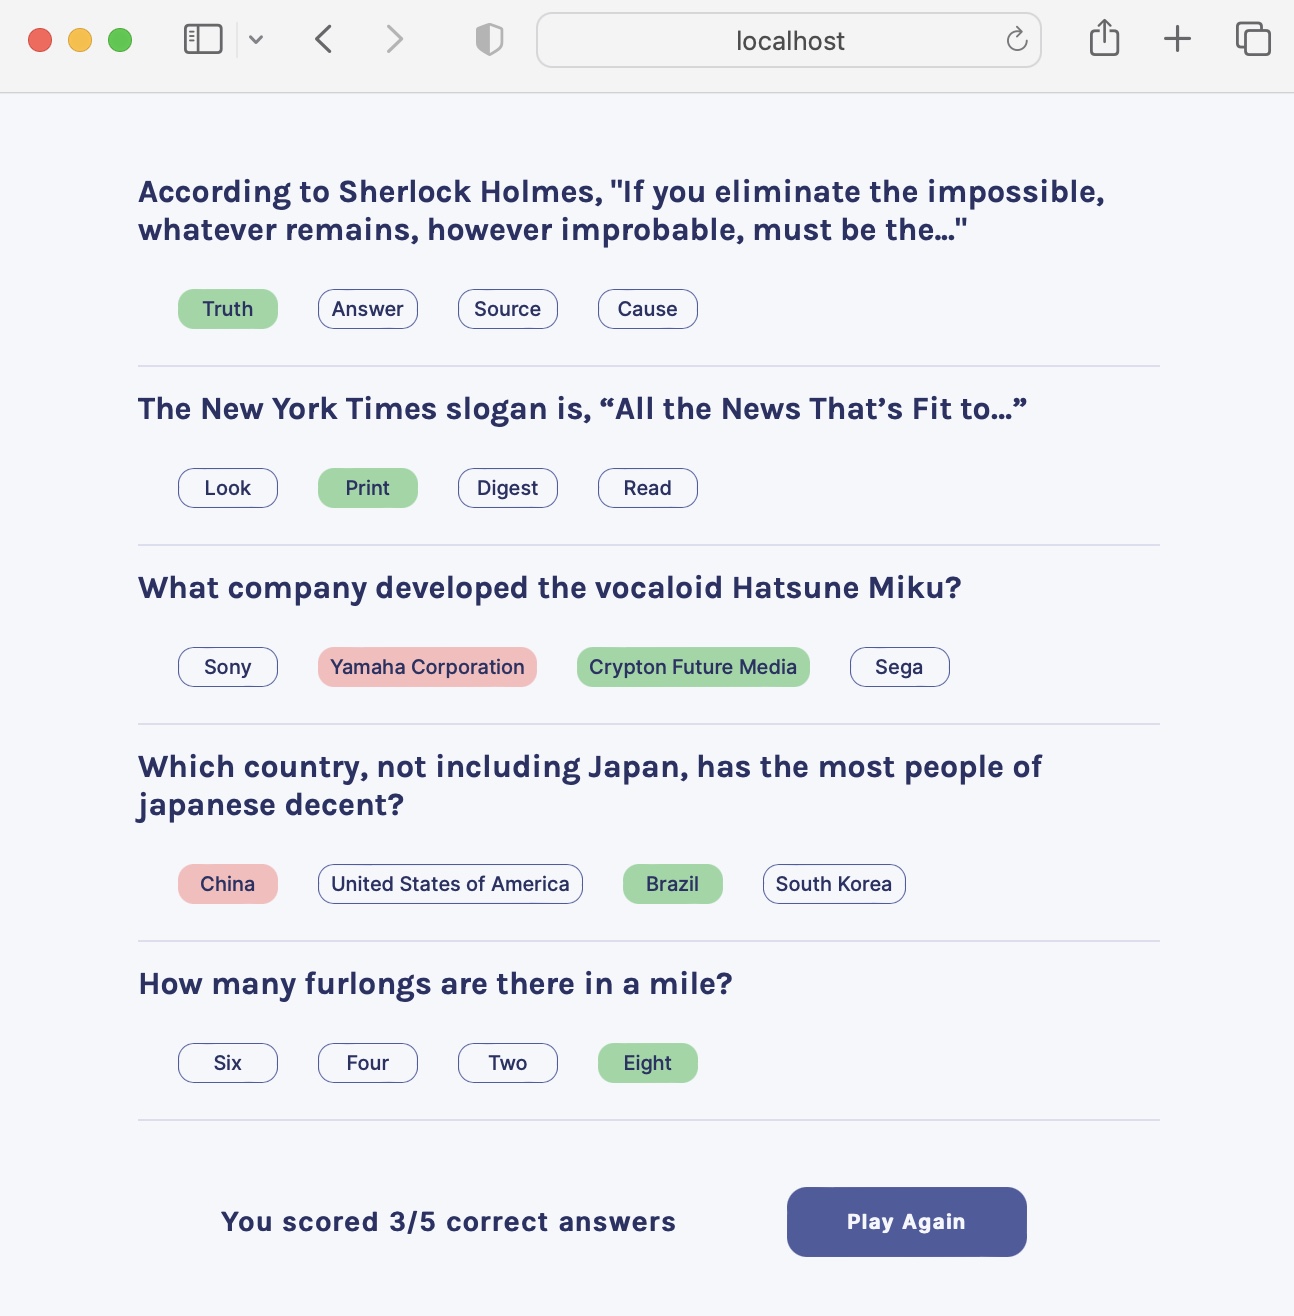 localhost
According to Sherlock Holmes, "If you eliminate the impossible,
whatever remains, however improbable, must be the..."
Truth Answer Source Cause
The New York Times slogan is, “All the News That’s Fit to...”
Look Print Digest Read
What company developed the vocaloid Hatsune Miku?
Sony Yamaha Corporation Crypton Future Media Sega
Which country, not including Japan, has the most people of
japanese decent?
China United States of America Brazil South Korea
How many furlongs are there in a mile?
Six Four Two Eight
You scored 3/5 correct answers Play Again